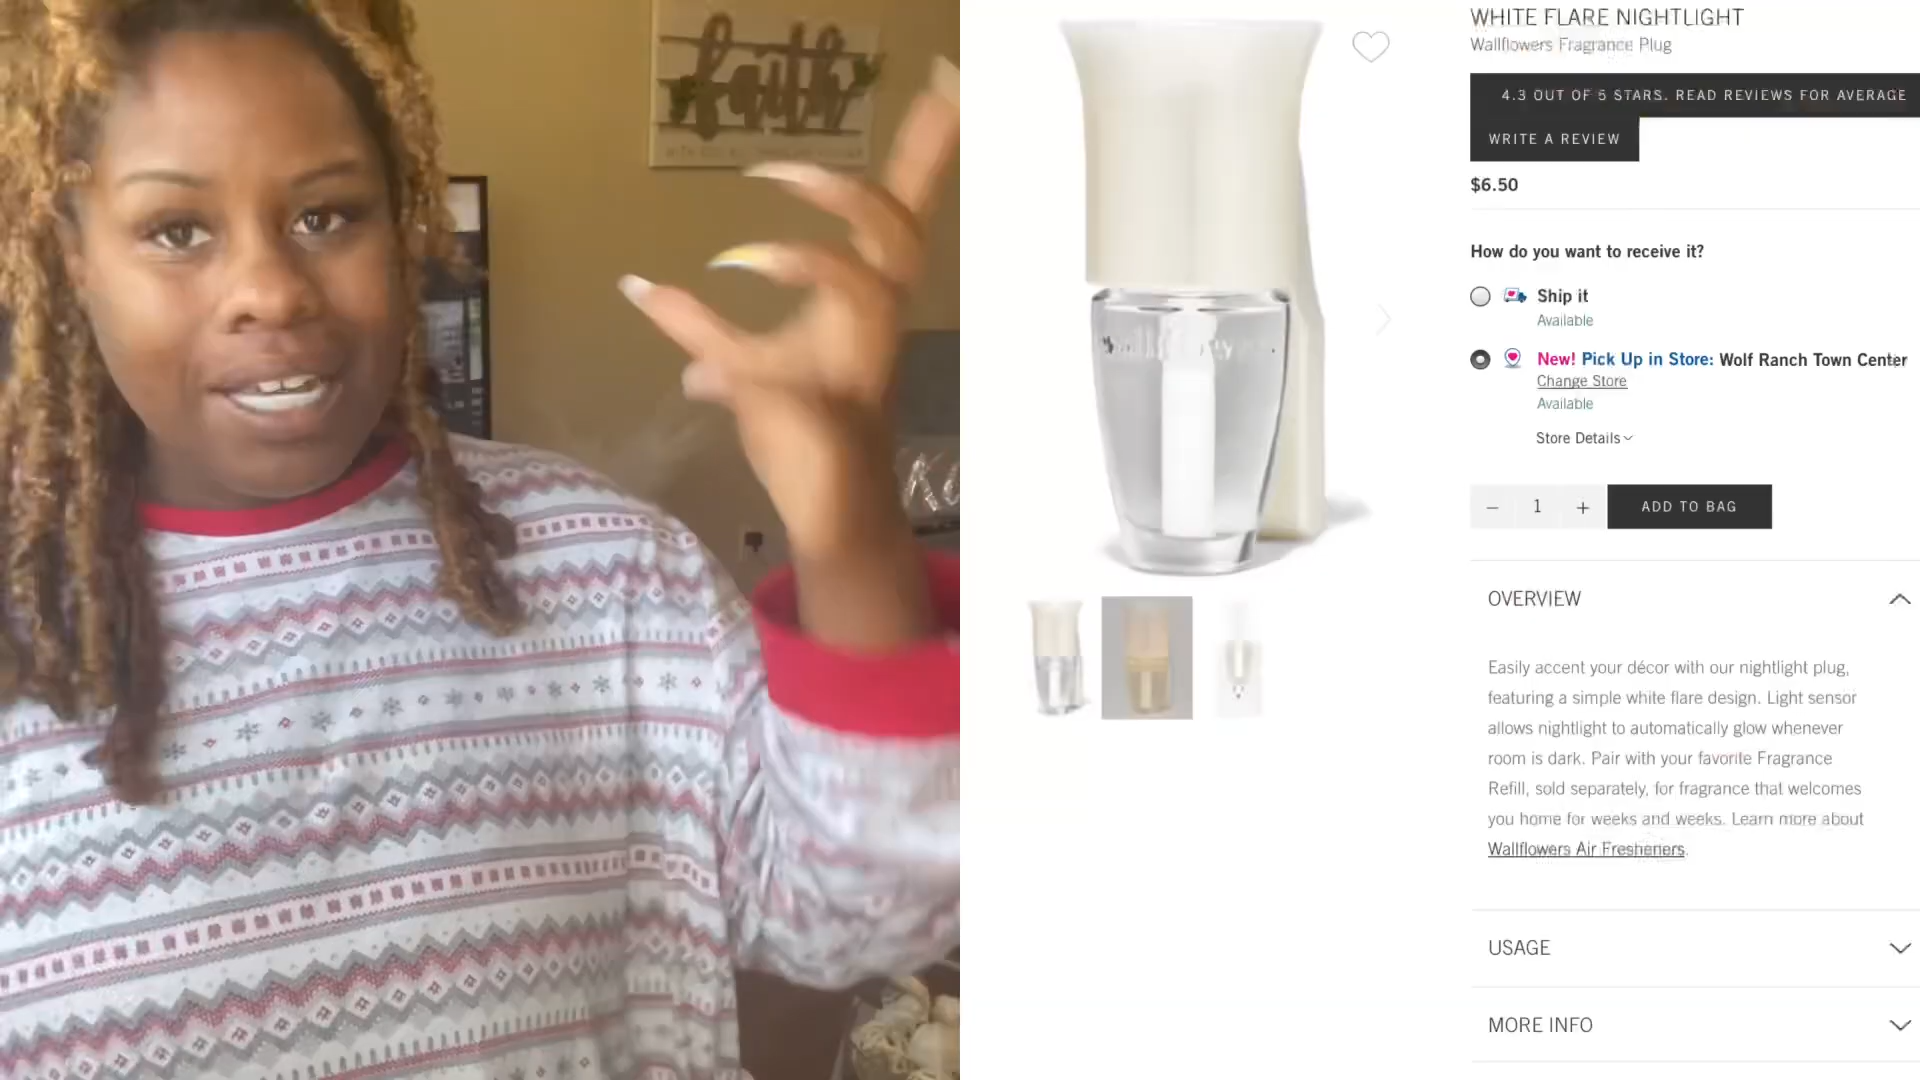 faith
WHITE FLARE NIGHTLIGHT
Wallflowers Fragrance Plug
4.3 OUT OF 5 STARS. READ REVIEWS FOR AVERAGE
WRITE A REVIEW
$6.50
How do you want to receive it?
Ship it
Available
New! Pick Up in Store: Wolf Ranch Town Center
Change Store
Available
Store Details
− 1 + ADD TO BAG
OVERVIEW
Easily accent your décor with our nightlight plug,
featuring a simple white flare design. Light sensor
allows nightlight to automatically glow whenever
room is dark. Pair with your favorite Fragrance
Refill, sold separately, for fragrance that welcomes
you home for weeks and weeks. Learn more about
Wallflowers Air Fresheners.
USAGE
MORE INFO